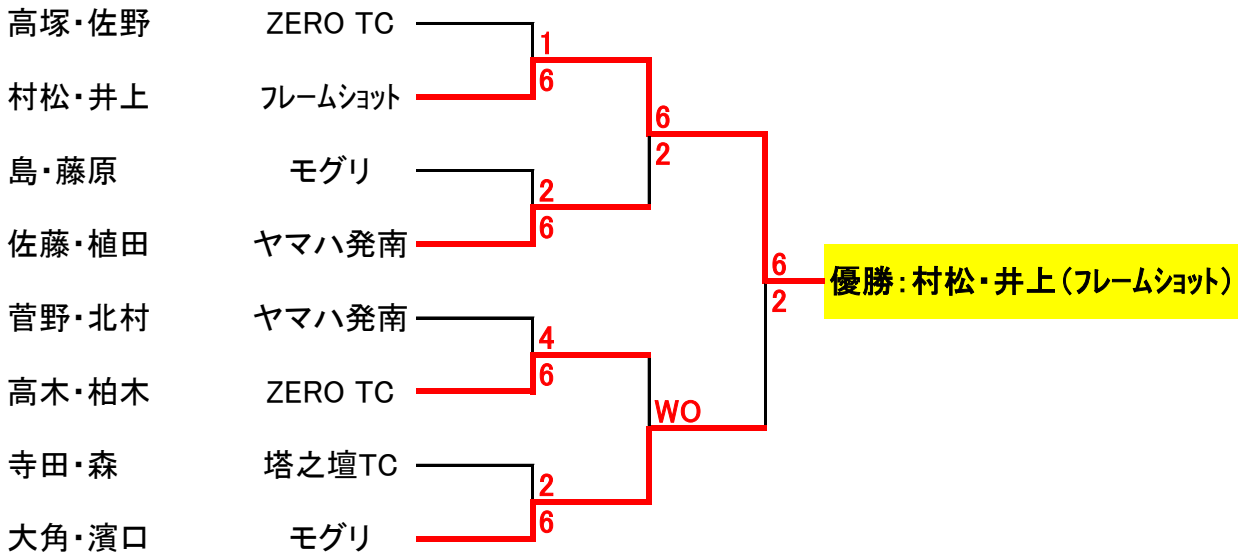 高塚・佐野 ZERO TC
1
村松・井上 フレームショット
6
6
2
島・藤原 モグリ
2
佐藤・植田 ヤマハ発南
6
6
優勝：村松・井上（フレームショット）
2
菅野・北村 ヤマハ発南
4
高木・柏木 ZERO TC
6
WO
寺田・森 塔之壇TC
2
大角・濱口 モグリ
6